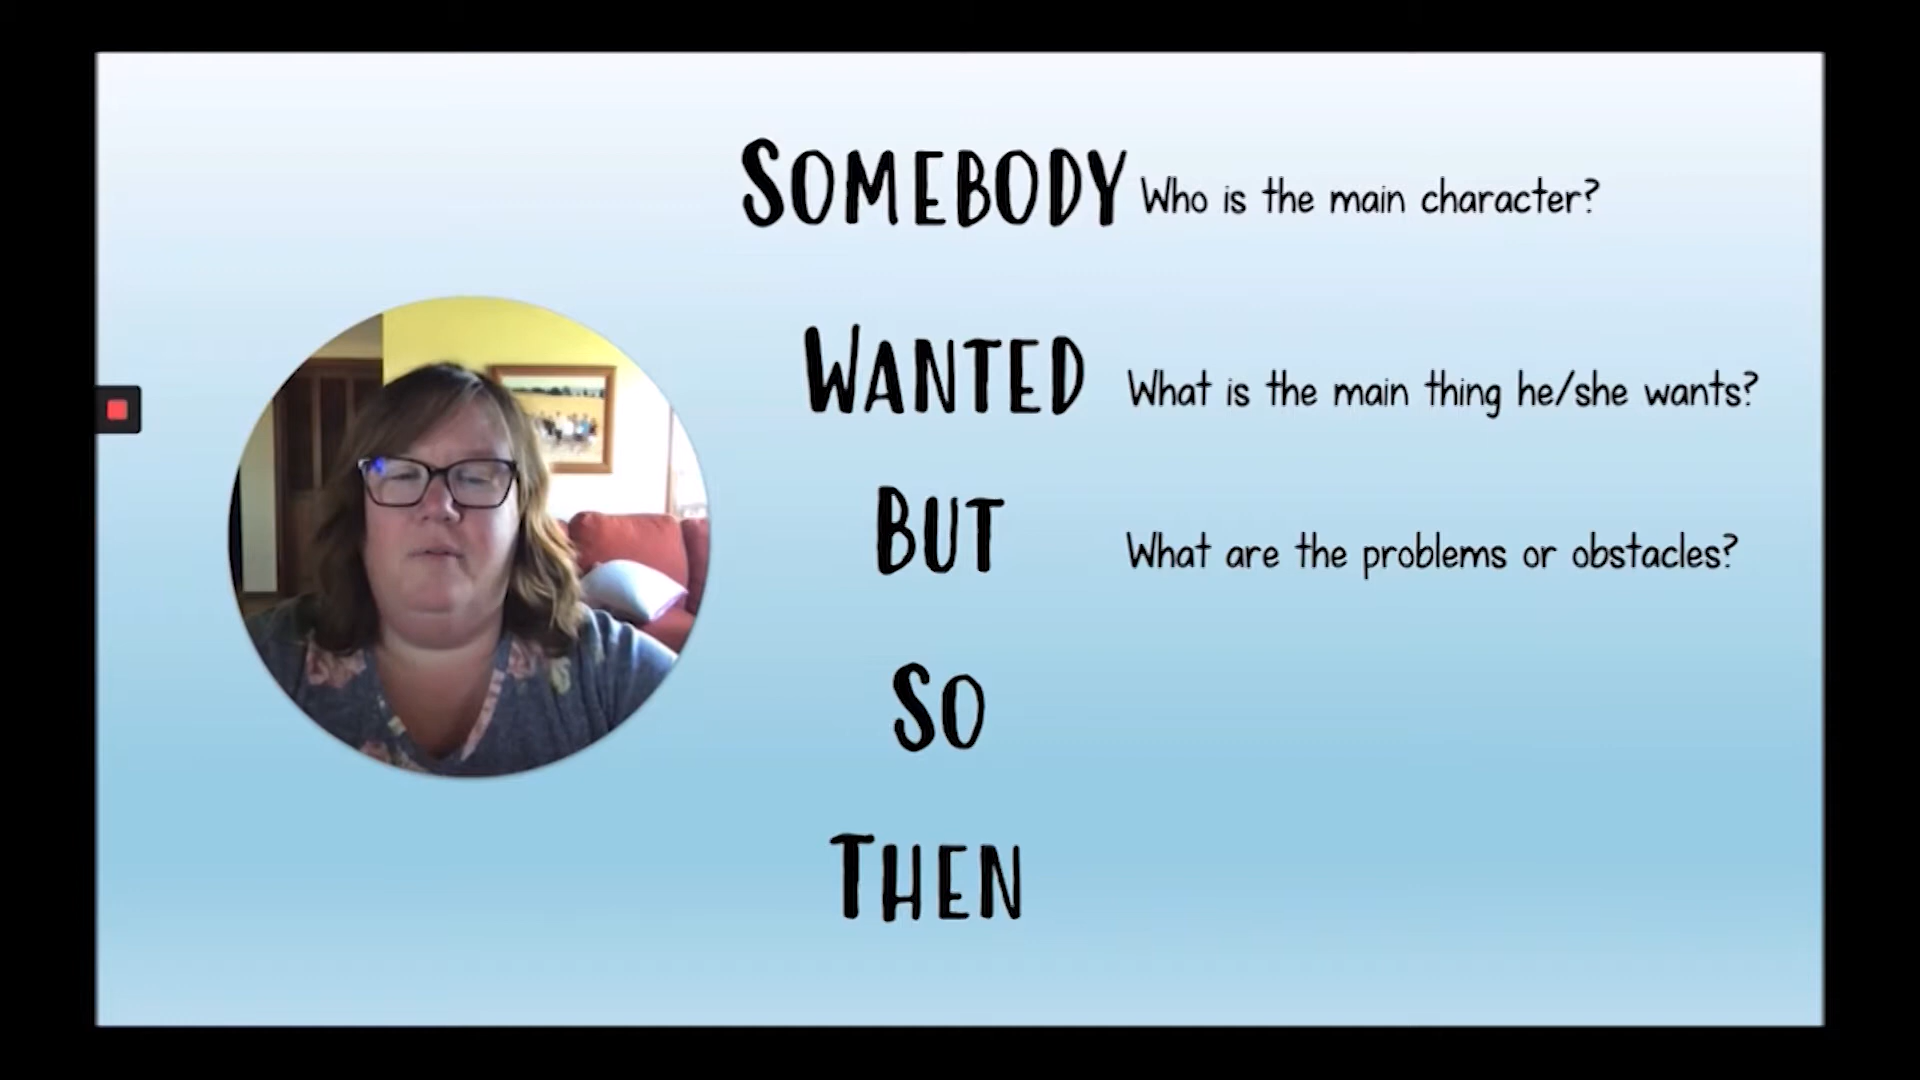 SOMEBODY Who is the main character?
WANTED What is the main thing he/she wants?
BUT What are the problems or obstacles?
SO
THEN